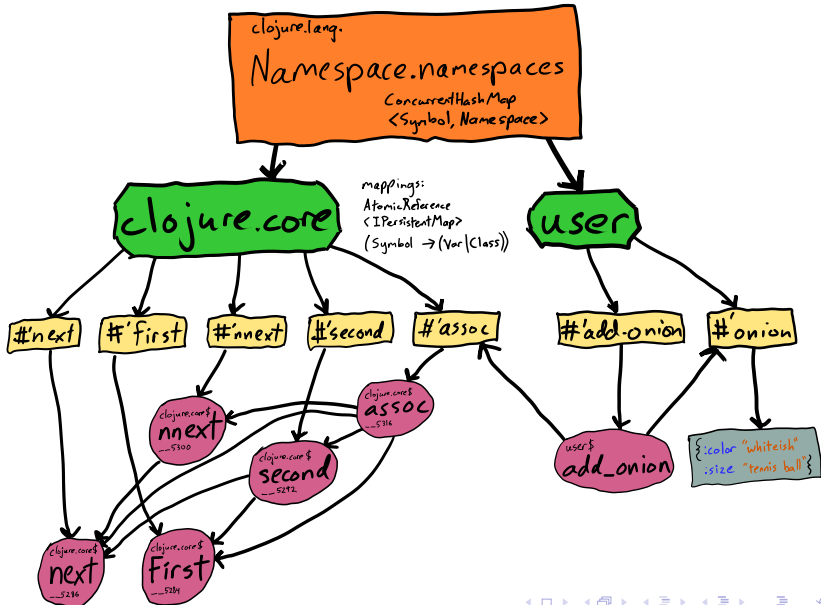 clojure.lang.
Namespace.namespaces
ConcurrentHashMap
<Symbol, Namespace>
mappings:
AtomicReference
<IPersistentMap>
(Symbol → (Var|Class))
clojure.core
user
#'next
#'first
#'nnext
#'second
#'assoc
#'add-onion
#'onion
clojure.core$
assoc
__5316
clojure.core$
nnext
__5300
clojure.core$
second
__5292
user$
add_onion
{:color "whiteish"
:size "tennis ball"}
clojure.core$
next
__5286
clojure.core$
first
__5284